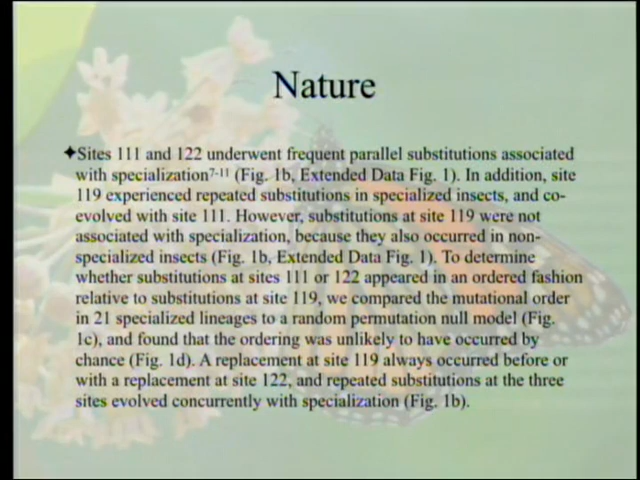 Nature
✦Sites 111 and 122 underwent frequent parallel substitutions associated
with specialization7-11 (Fig. 1b, Extended Data Fig. 1). In addition, site
119 experienced repeated substitutions in specialized insects, and co-
evolved with site 111. However, substitutions at site 119 were not
associated with specialization, because they also occurred in non-
specialized insects (Fig. 1b, Extended Data Fig. 1). To determine
whether substitutions at sites 111 or 122 appeared in an ordered fashion
relative to substitutions at site 119, we compared the mutational order
in 21 specialized lineages to a random permutation null model (Fig.
1c), and found that the ordering was unlikely to have occurred by
chance (Fig. 1d). A replacement at site 119 always occurred before or
with a replacement at site 122, and repeated substitutions at the three
sites evolved concurrently with specialization (Fig. 1b).